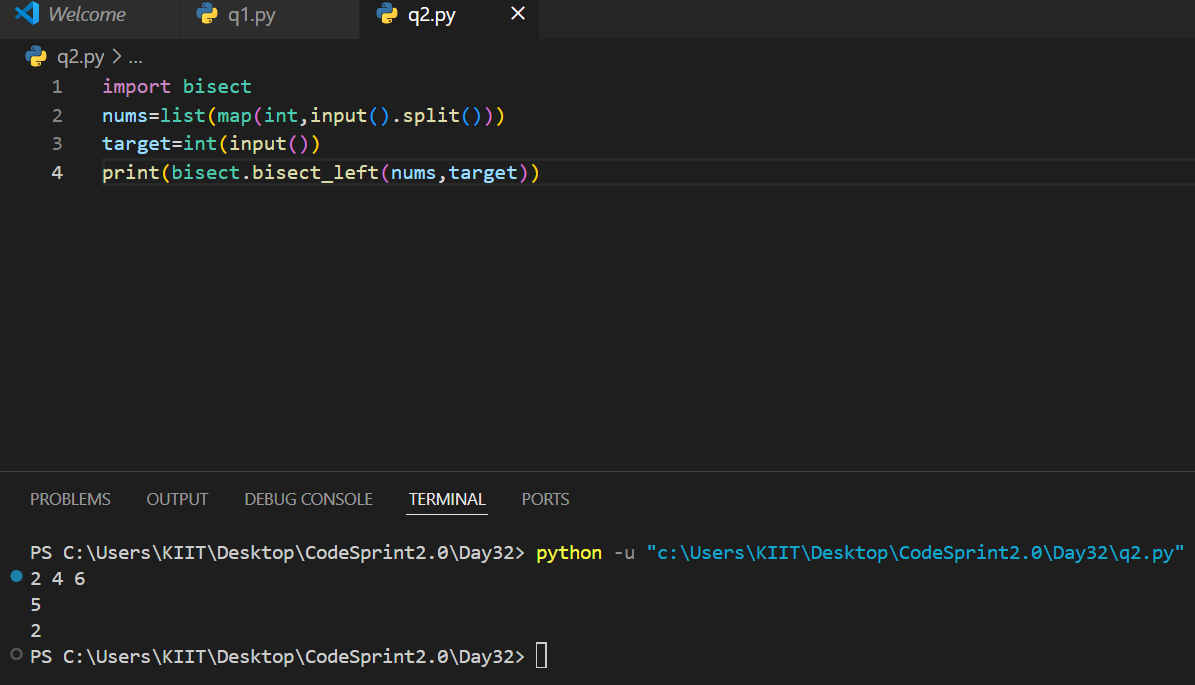 Welcome q1.py q2.py
q2.py > ...
1 import bisect
2 nums=list(map(int,input().split()))
3 target=int(input())
4 print(bisect.bisect_left(nums,target))
PROBLEMS OUTPUT DEBUG CONSOLE TERMINAL PORTS
PS C:\Users\KIIT\Desktop\CodeSprint2.0\Day32> python -u "c:\Users\KIIT\Desktop\CodeSprint2.0\Day32\q2.py"
2 4 6
5
2
PS C:\Users\KIIT\Desktop\CodeSprint2.0\Day32>